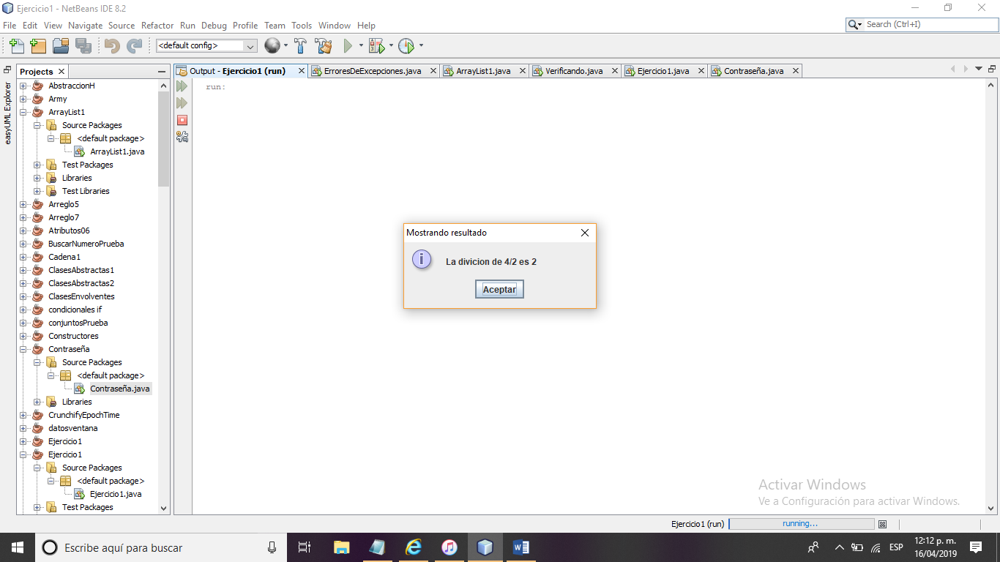 Ejercicio1 - NetBeans IDE 8.2
File Edit View Navigate Source Refactor Run Debug Profile Team Tools Window Help
Search (Ctrl+I)
<default config>
easyUML Explorer
Projects
Output - Ejercicio1 (run)
ErroresDeExcepciones.java
ArrayList1.java
Verificando.java
Ejercicio1.java
Contraseña.java
AbstraccionH
Army
ArrayList1
Source Packages
<default package>
ArrayList1.java
Test Packages
Libraries
Test Libraries
Arreglo5
Arreglo7
Atributos06
BuscarNumeroPrueba
Cadena1
ClasesAbstractas1
ClasesAbstractas2
ClasesEnvolventes
condicionales if
conjuntosPrueba
Constructores
Contraseña
Source Packages
<default package>
Contraseña.java
Libraries
CrunchifyEpochTime
datosventana
Ejercicio1
Ejercicio1
Source Packages
<default package>
Ejercicio1.java
Test Packages
run:
Mostrando resultado
La divicion de 4/2 es 2
Aceptar
Activar Windows
Ve a Configuración para activar Windows.
Ejercicio1 (run)
running...
Escribe aquí para buscar
ESP
12:12 p. m.
16/04/2019